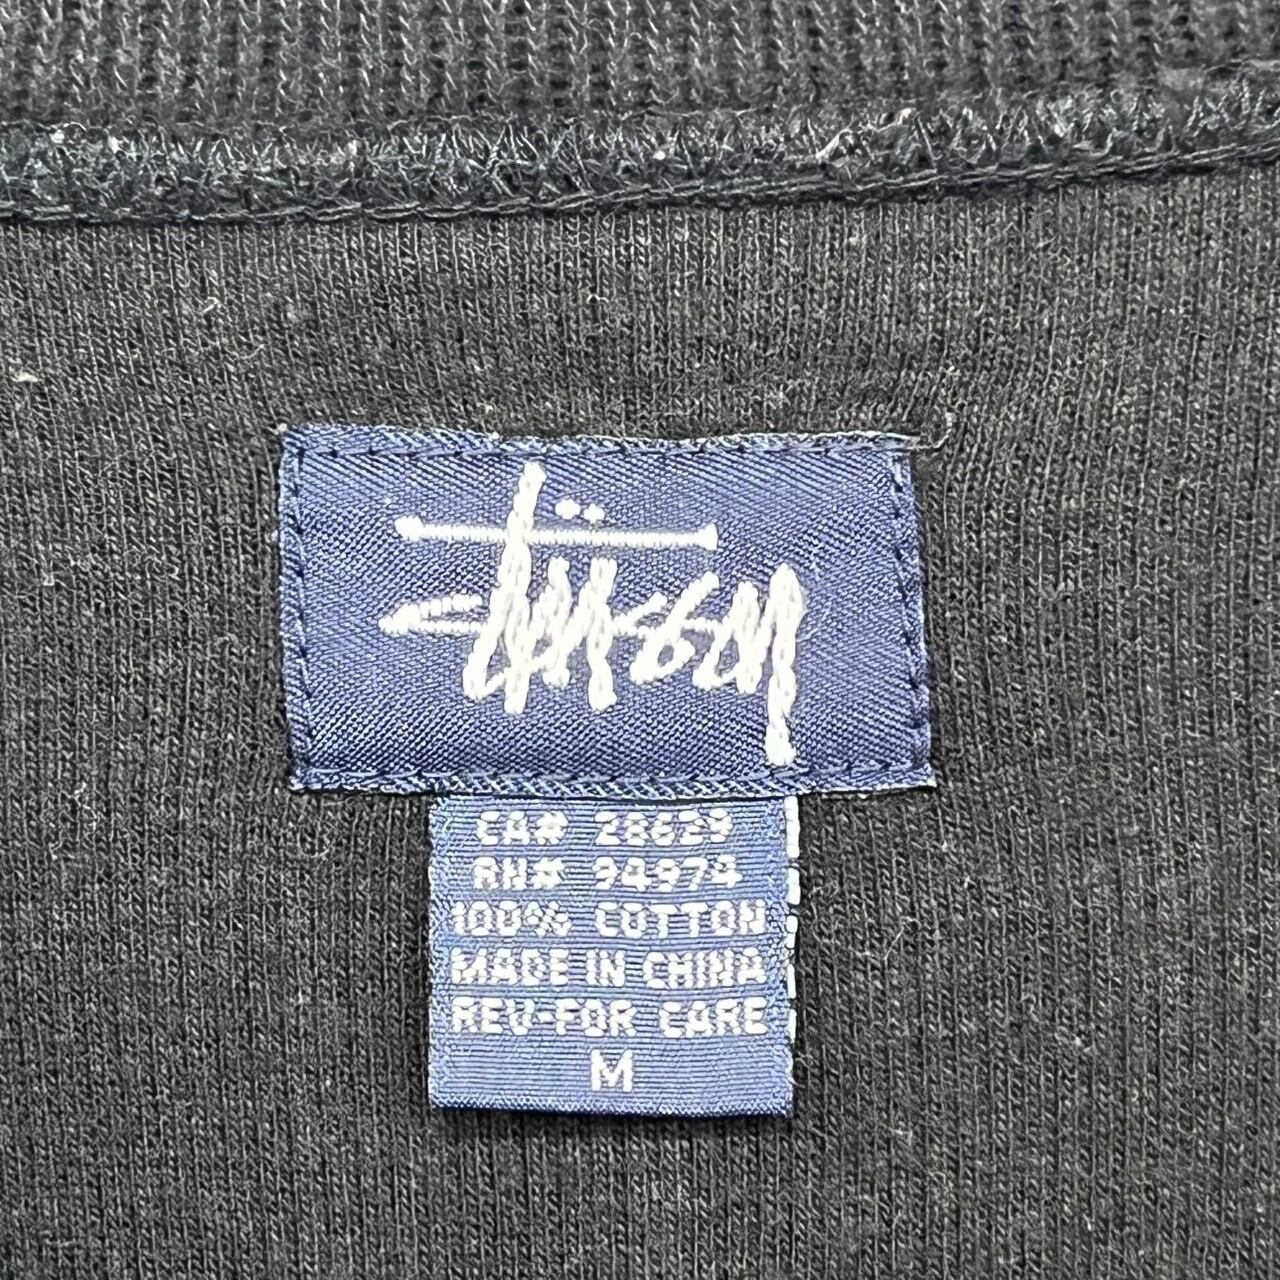 Stüssy
CA# 28629
RN# 94974
100% COTTON
MADE IN CHINA
REV-FOR CARE
M